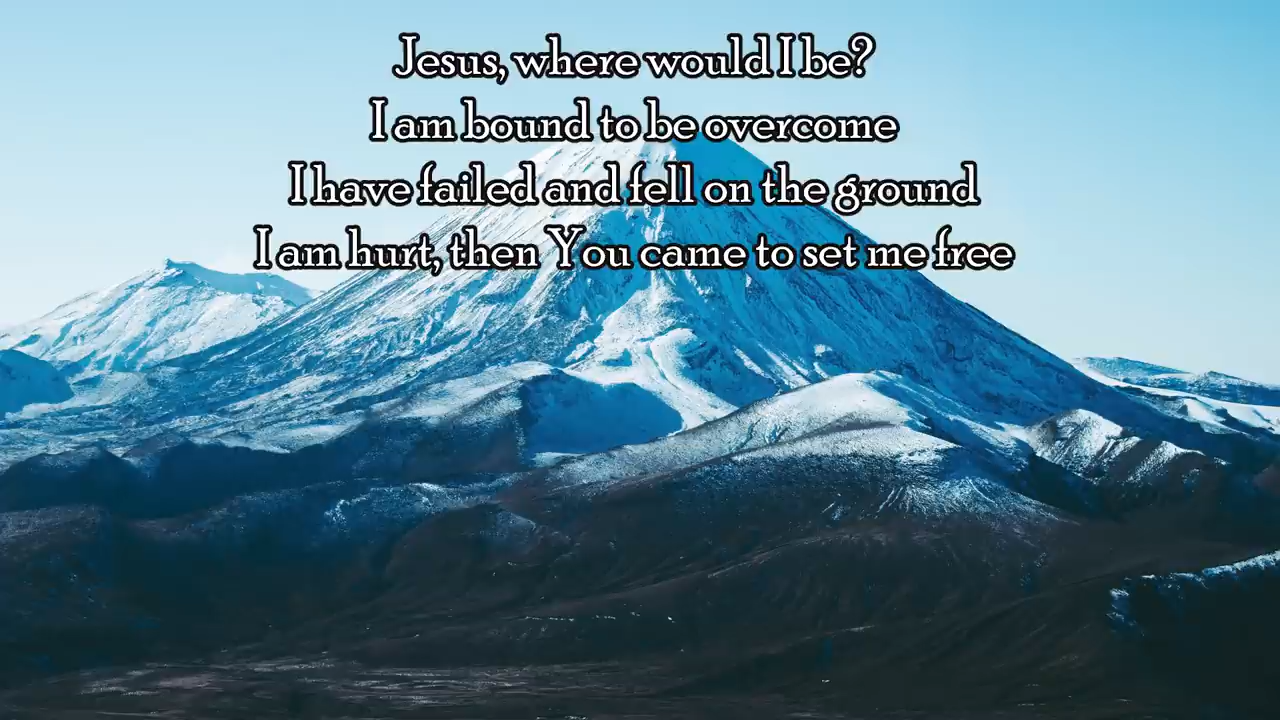 Jesus, where would I be?
I am bound to be overcome
I have failed and fell on the ground
I am hurt, then You came to set me free